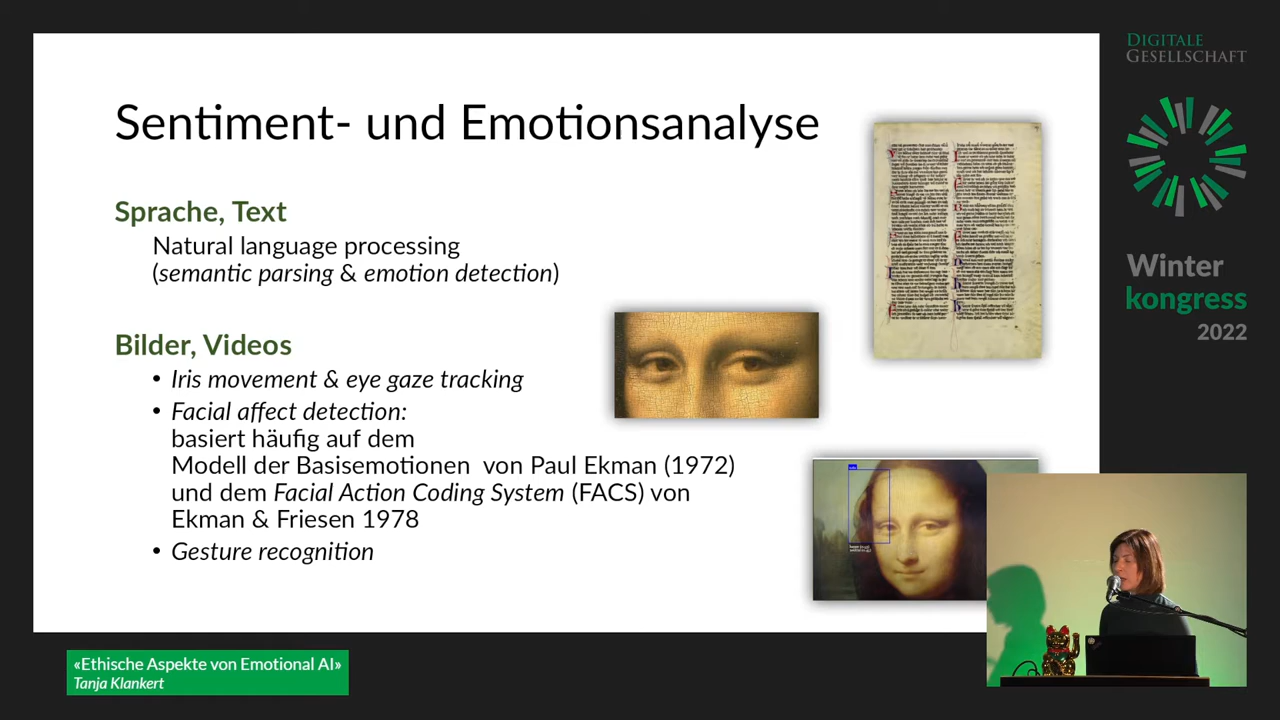 Sentiment- und Emotionsanalyse
Sprache, Text
Natural language processing
(semantic parsing & emotion detection)
Bilder, Videos
• Iris movement & eye gaze tracking
• Facial affect detection:
basiert häufig auf dem
Modell der Basisemotionen von Paul Ekman (1972)
und dem Facial Action Coding System (FACS) von
Ekman & Friesen 1978
• Gesture recognition
DIGITALE
GESELLSCHAFT
Winter
kongress
2022
«Ethische Aspekte von Emotional AI»
Tanja Klankert